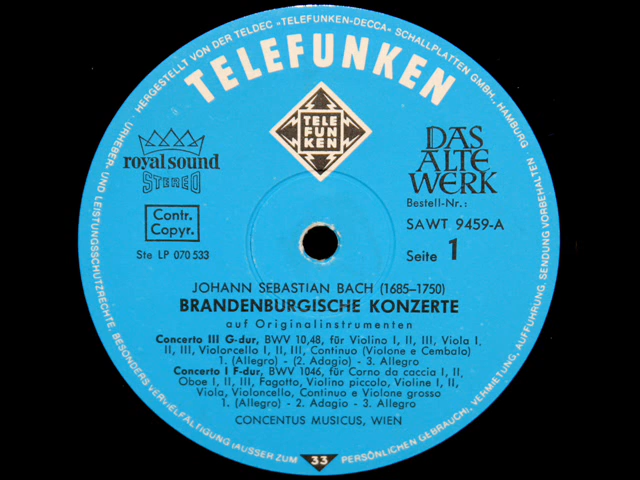 HERGESTELLT VON DER TELDEC »TELEFUNKEN-DECCA« SCHALLPLATTEN GMBH., HAMBURG
TELEFUNKEN
TELE
FUN
KEN
royal sound
STEREO
DAS
ALTE
WERK
Contr.
Copyr.
Bestell-Nr.:
SAWT 9459-A
Ste LP 070 533
Seite 1
JOHANN SEBASTIAN BACH (1685–1750)
BRANDENBURGISCHE KONZERTE
auf Originalinstrumenten
Concerto III G-dur, BWV 10,48, für Violino I, II, III, Viola I,
II, III, Violorcello I, II, III, Continuo (Violone e Cembalo)
1. (Allegro) - (2. Adagio) - 3. Allegro
Concerto I F-dur, BWV 1046, für Corno da caccia I, II,
Oboe I, II, III, Fagotto, Violino piccolo, Violine I, II,
Viola, Violoncello, Continuo e Violone grosso
1. (Allegro) - 2. Adagio - 3. Allegro
CONCENTUS MUSICUS, WIEN
URHEBER- UND LEISTUNGSSCHUTZRECHTE, BESONDERS VERVIELFÄLTIGUNG (AUSSER ZUM PERSÖNLICHEN GEBRAUCH), VERMIETUNG, AUFFÜHRUNG, SENDUNG VORBEHALTEN
33